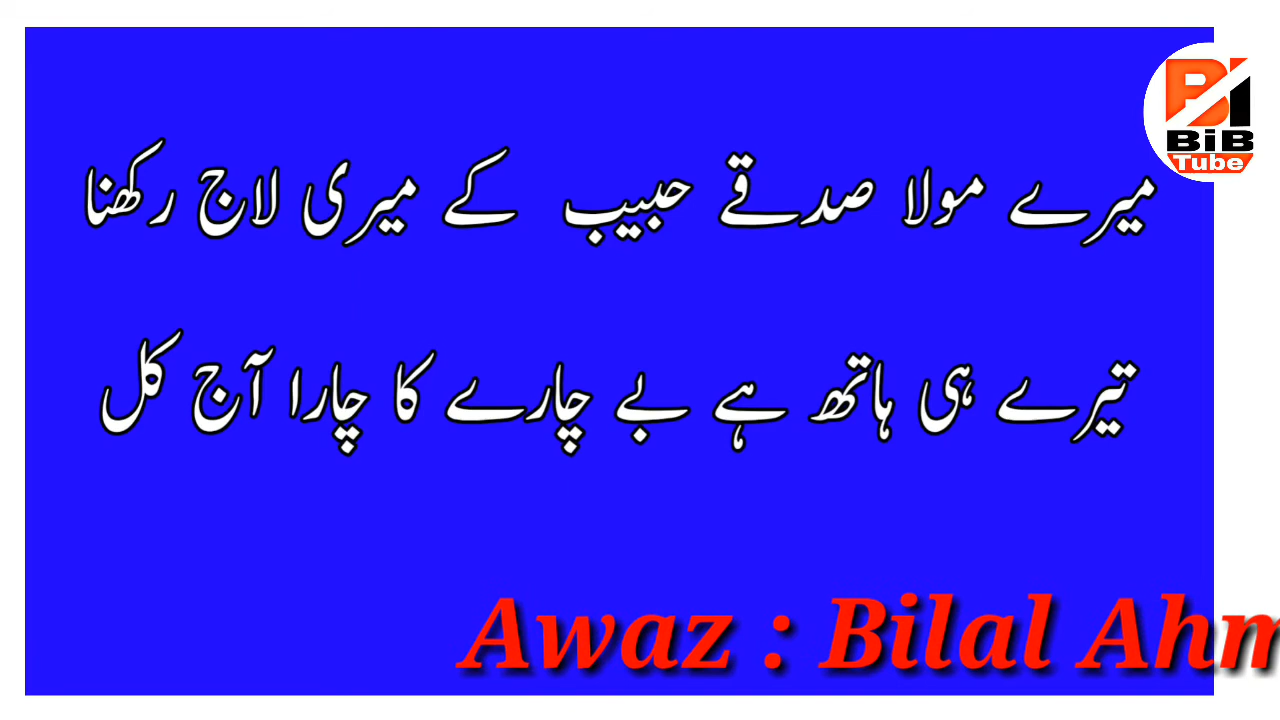 BiB
Tube
میرے مولا صدقے حبیب کے میری لاج رکھنا
تیرے ہی ہاتھ ہے بے چارے کا چارا آج کل
Awaz : Bilal Ahm